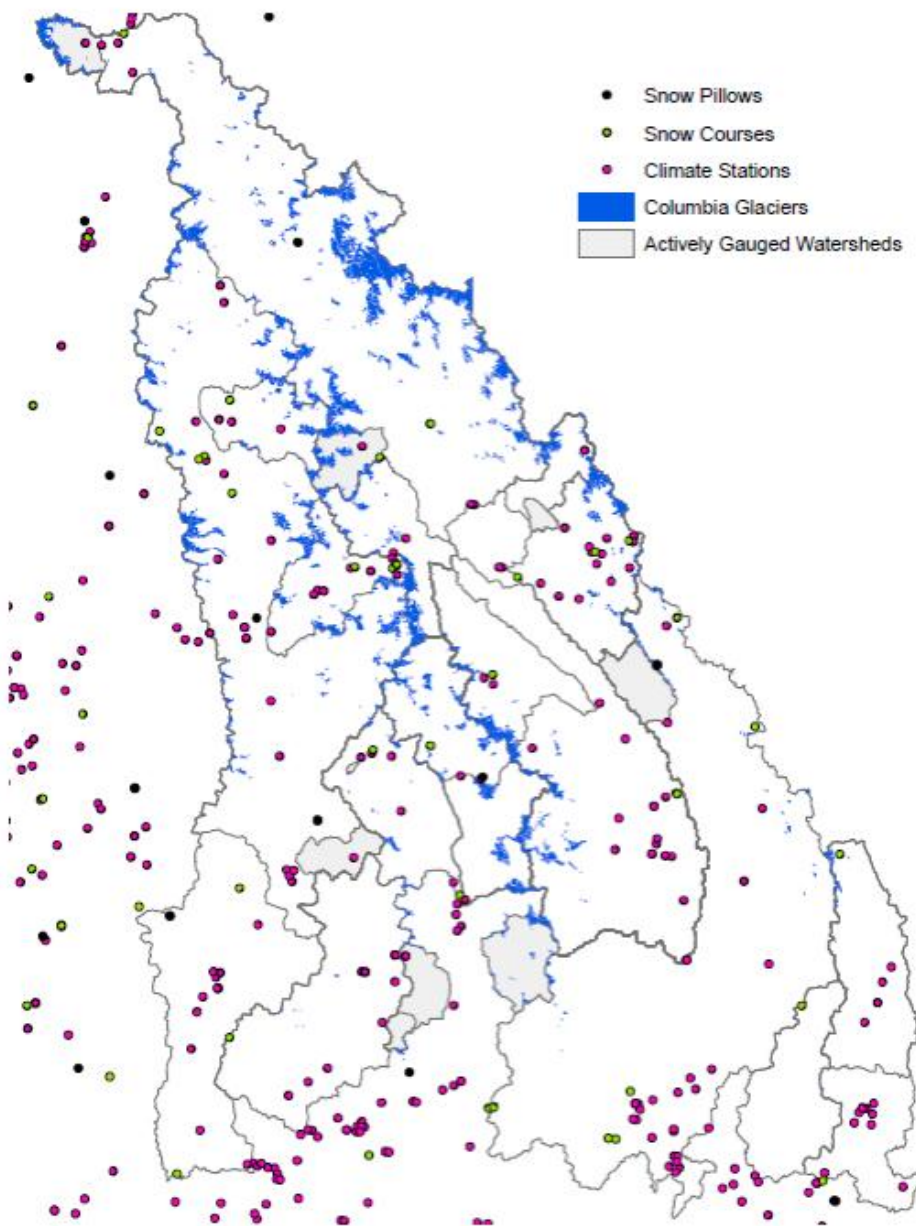 Snow Pillows
Snow Courses
Climate Stations
Columbia Glaciers
Actively Gauged Watersheds